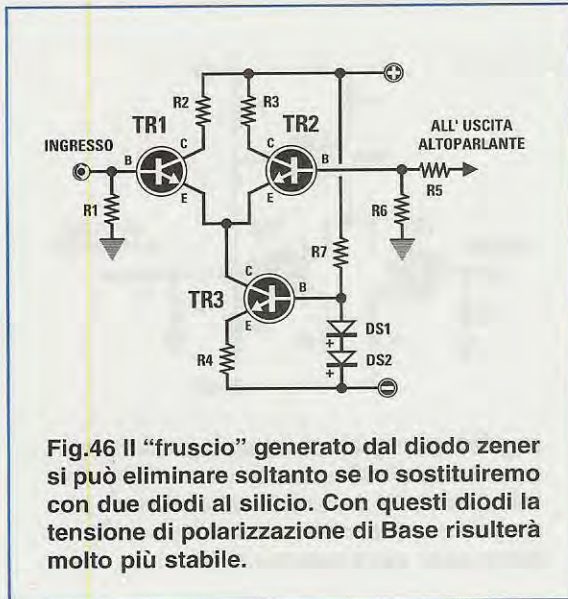 R2
R3
TR1
TR2
INGRESSO
ALL' USCITA
ALTOPARLANTE
C
C
B
B
E
E
R1
R5
R6
R7
C
TR3
B
E
DS1
R4
+
DS2
+
Fig.46 Il “fruscio” generato dal diodo zener
si può eliminare soltanto se lo sostituiremo
con due diodi al silicio. Con questi diodi la
tensione di polarizzazione di Base risulterà
molto più stabile.